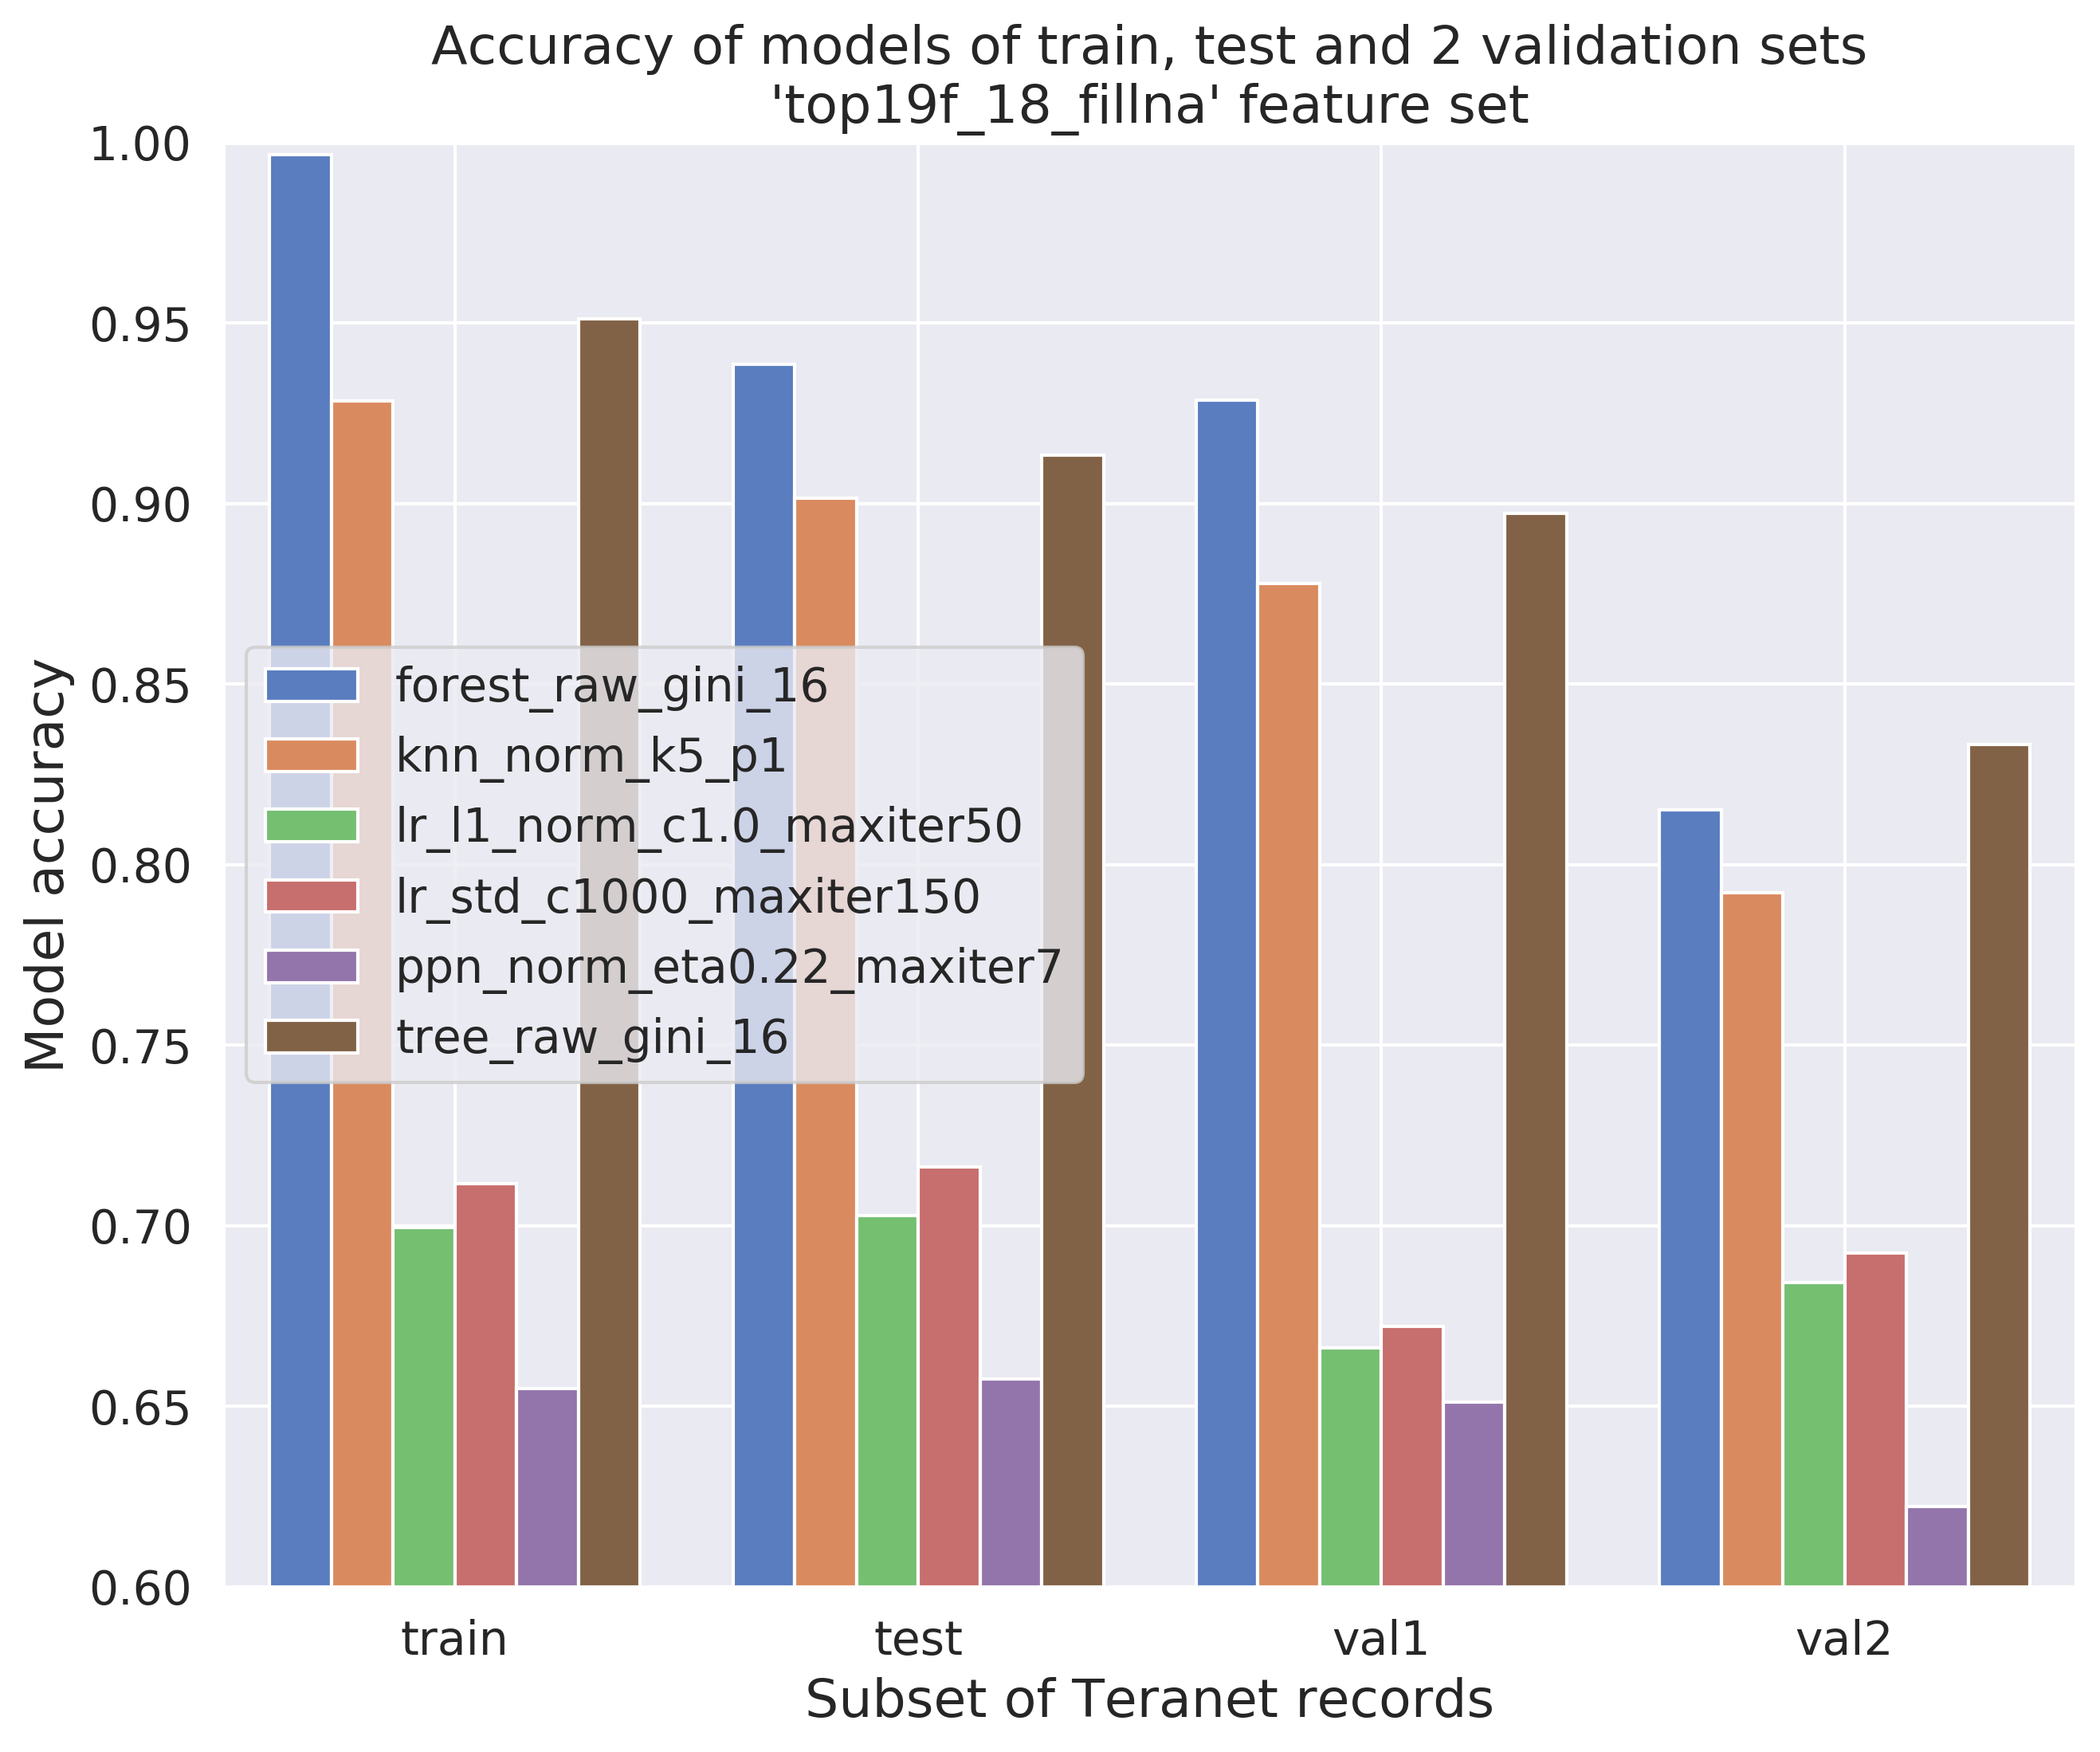 Accuracy of models of train, test and 2 validation sets
'top19f_18_fillna' feature set
1.00
0.95
0.90
0.85
0.80
0.75
0.70
0.65
0.60
Model accuracy
forest_raw_gini_16
knn_norm_k5_p1
lr_l1_norm_c1.0_maxiter50
lr_std_c1000_maxiter150
ppn_norm_eta0.22_maxiter7
tree_raw_gini_16
train test val1 val2
Subset of Teranet records